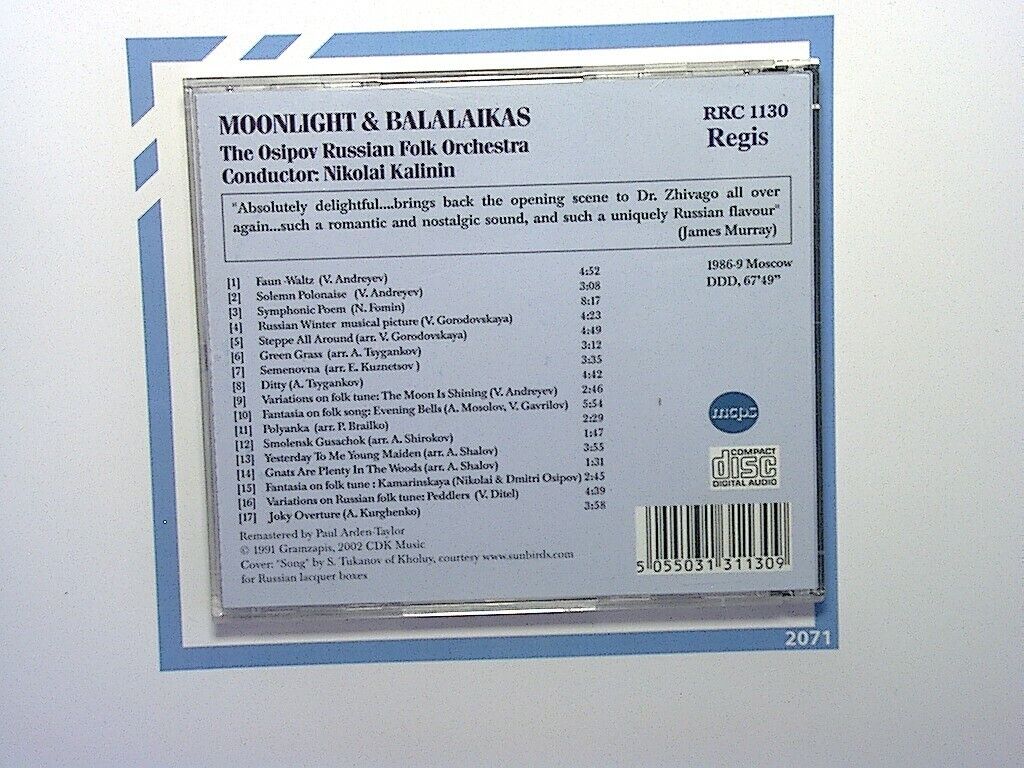 MOONLIGHT & BALALAIKAS
RRC 1130
The Osipov Russian Folk Orchestra
Regis
Conductor: Nikolai Kalinin
"Absolutely delightful....brings back the opening scene to Dr. Zhivago all over
again...such a romantic and nostalgic sound, and such a uniquely Russian flavour"
(James Murray)
1986-9 Moscow
DDD, 67'49"
[1] Faun-Waltz (V. Andreyev) 4:52
[2] Solemn Polonaise (V. Andreyev) 3:08
[3] Symphonic Poem (N. Fomin) 8:17
[4] Russian Winter musical picture (V. Gorodovskaya) 4:23
[5] Steppe All Around (arr. V. Gorodovskaya) 4:49
[6] Green Grass (arr. A. Tsygankov) 3:12
[7] Semenovna (arr. E. Kuznetsov) 3:35
[8] Ditty (A. Tsygankov) 4:42
[9] Variations on folk tune: The Moon Is Shining (V. Andreyev) 2:46
[10] Fantasia on folk song: Evening Bells (A. Mosolov, V. Gavrilov) 5:54
[11] Polyanka (arr. P. Brailko) 2:29
[12] Smolensk Gusachok (arr. A. Shirokov) 1:47
[13] Yesterday To Me Young Maiden (arr. A. Shalov) 3:55
[14] Gnats Are Plenty In The Woods (arr. A. Shalov) 1:31
[15] Fantasia on folk tune : Kamarinskaya (Nikolai & Dmitri Osipov) 2:45
[16] Variations on Russian folk tune: Peddlers (V. Ditel) 4:39
[17] Joky Overture (A. Kurghenko) 3:58
mcps
COMPACT
disc
DIGITAL AUDIO
Remastered by Paul Arden-Taylor
© 1991 Gramzapis, 2002 CDK Music
Cover: "Song" by S. Tukanov of Kholuy, courtesy www.sunbirds.com
for Russian lacquer boxes
5 055031 311309
2071